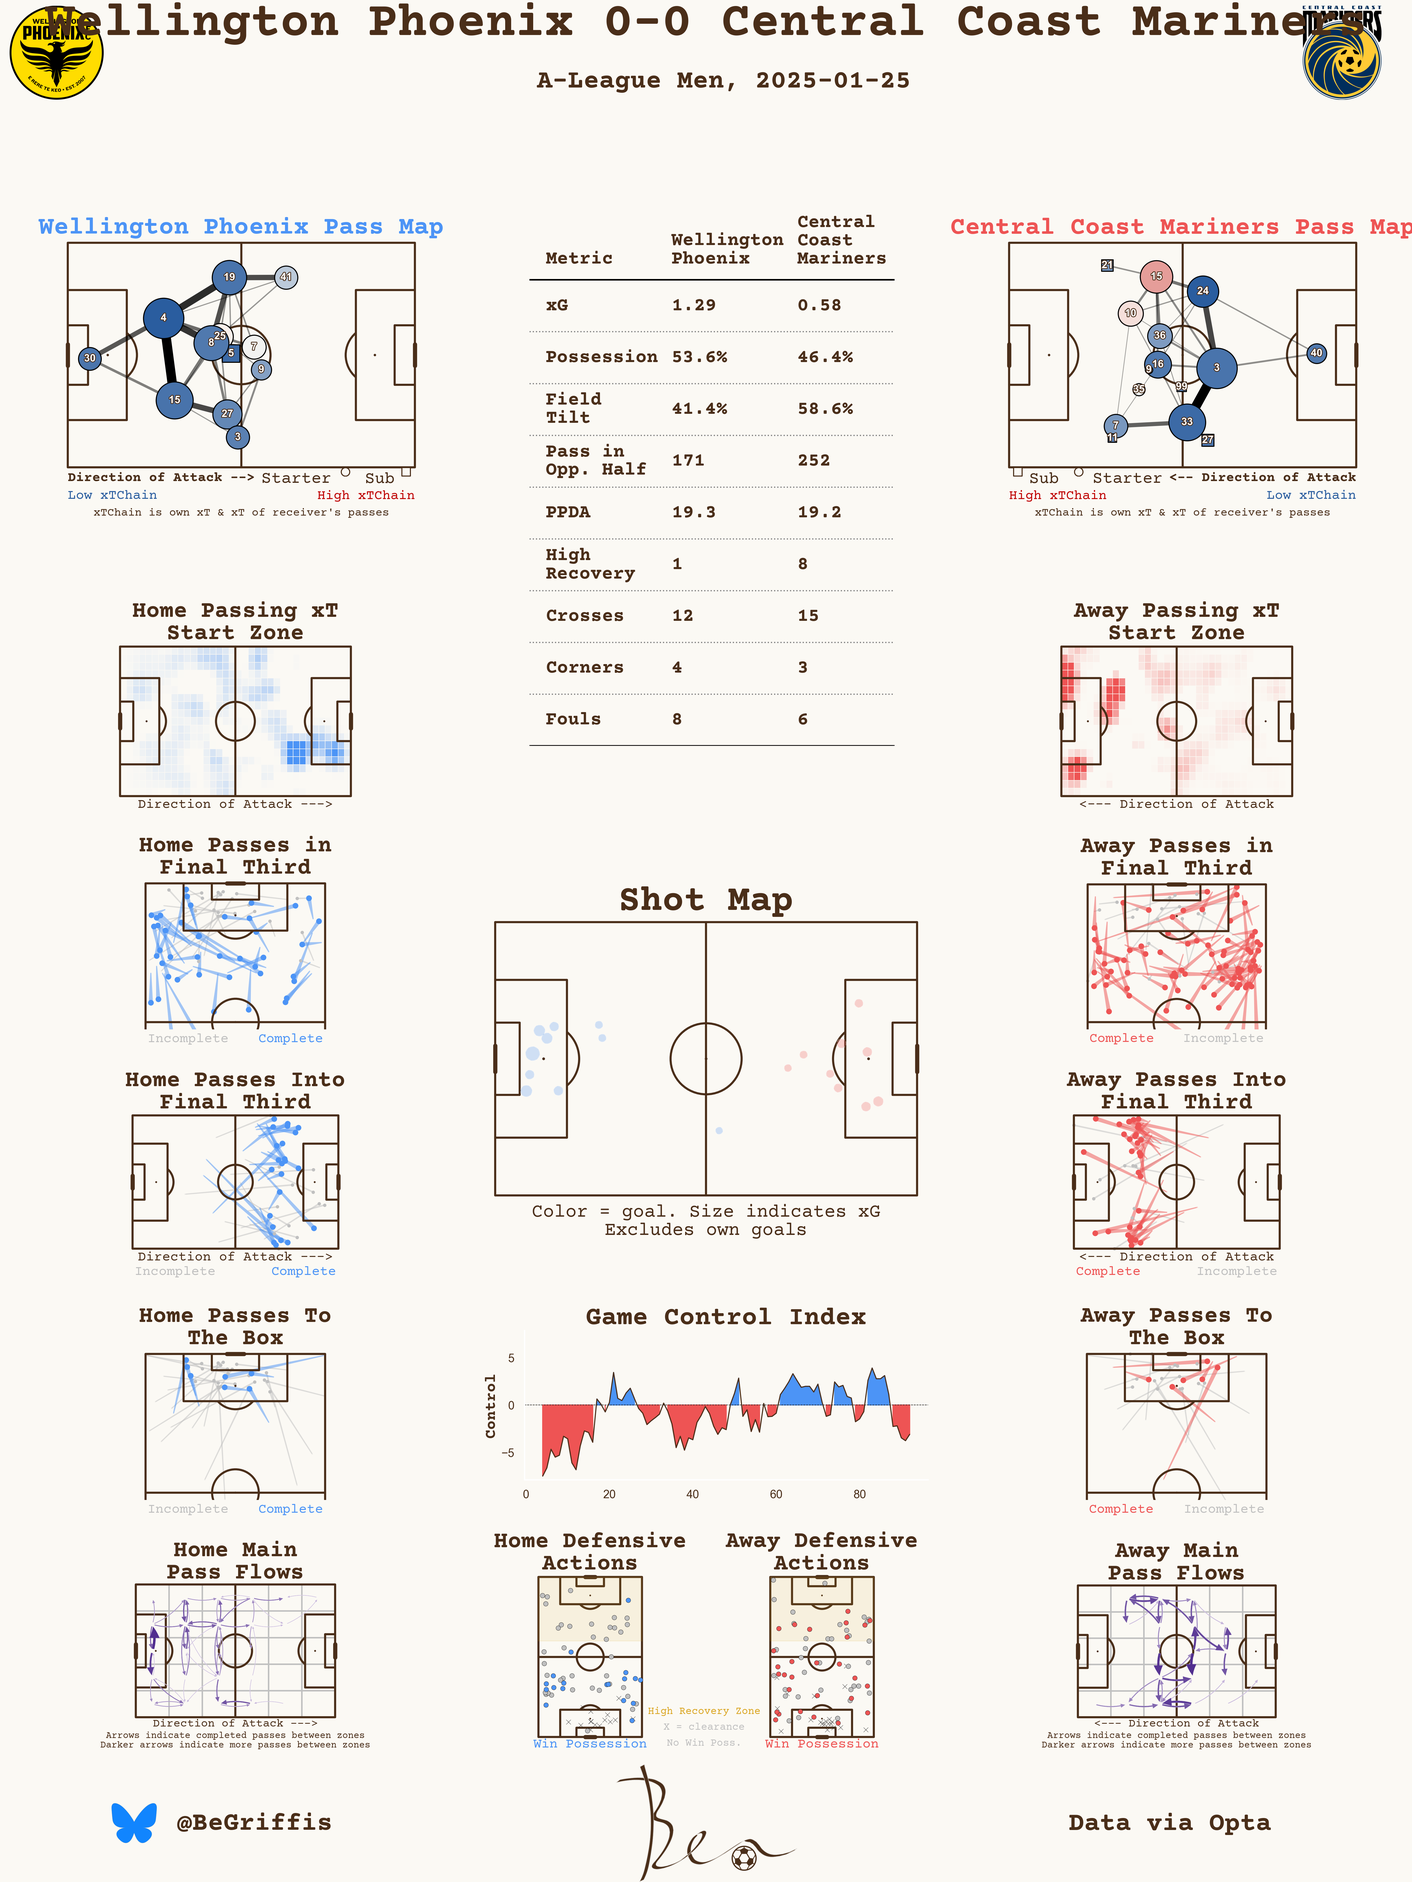 Wellington Phoenix 0-0 Central Coast Mariners
A-League Men, 2025-01-25
WELLINGTON
PHOENIX
E RERE TE KEO • EST 2007
CENTRAL COAST
MARINERS
Wellington Phoenix Pass Map
19
41
4
25
8
5
7
30
9
15
27
3
Direction of Attack --> Starter Sub
Low xTChain High xTChain
xTChain is own xT & xT of receiver's passes
Metric Wellington Phoenix Central Coast Mariners
xG 1.29 0.58
Possession 53.6% 46.4%
Field Tilt 41.4% 58.6%
Pass in Opp. Half 171 252
PPDA 19.3 19.2
High Recovery 1 8
Crosses 12 15
Corners 4 3
Fouls 8 6
Central Coast Mariners Pass Map
21
15
24
10
36
40
16
9
3
35
99
7
33
11
27
Sub Starter <-- Direction of Attack
High xTChain Low xTChain
xTChain is own xT & xT of receiver's passes
Home Passing xT
Start Zone
Direction of Attack --->
Away Passing xT
Start Zone
<--- Direction of Attack
Home Passes in
Final Third
Incomplete Complete
Away Passes in
Final Third
Complete Incomplete
Shot Map
Color = goal. Size indicates xG
Excludes own goals
Home Passes Into
Final Third
Direction of Attack --->
Incomplete Complete
Away Passes Into
Final Third
<--- Direction of Attack
Complete Incomplete
Home Passes To
The Box
Incomplete Complete
Game Control Index
Control
5
0
−5
0 20 40 60 80
Away Passes To
The Box
Complete Incomplete
Home Main
Pass Flows
Direction of Attack --->
Arrows indicate completed passes between zones
Darker arrows indicate more passes between zones
Home Defensive
Actions
Win Possession
High Recovery Zone
X = clearance
No Win Poss.
Away Defensive
Actions
Win Possession
Away Main
Pass Flows
<--- Direction of Attack
Arrows indicate completed passes between zones
Darker arrows indicate more passes between zones
@BeGriffis
Ben
Data via Opta